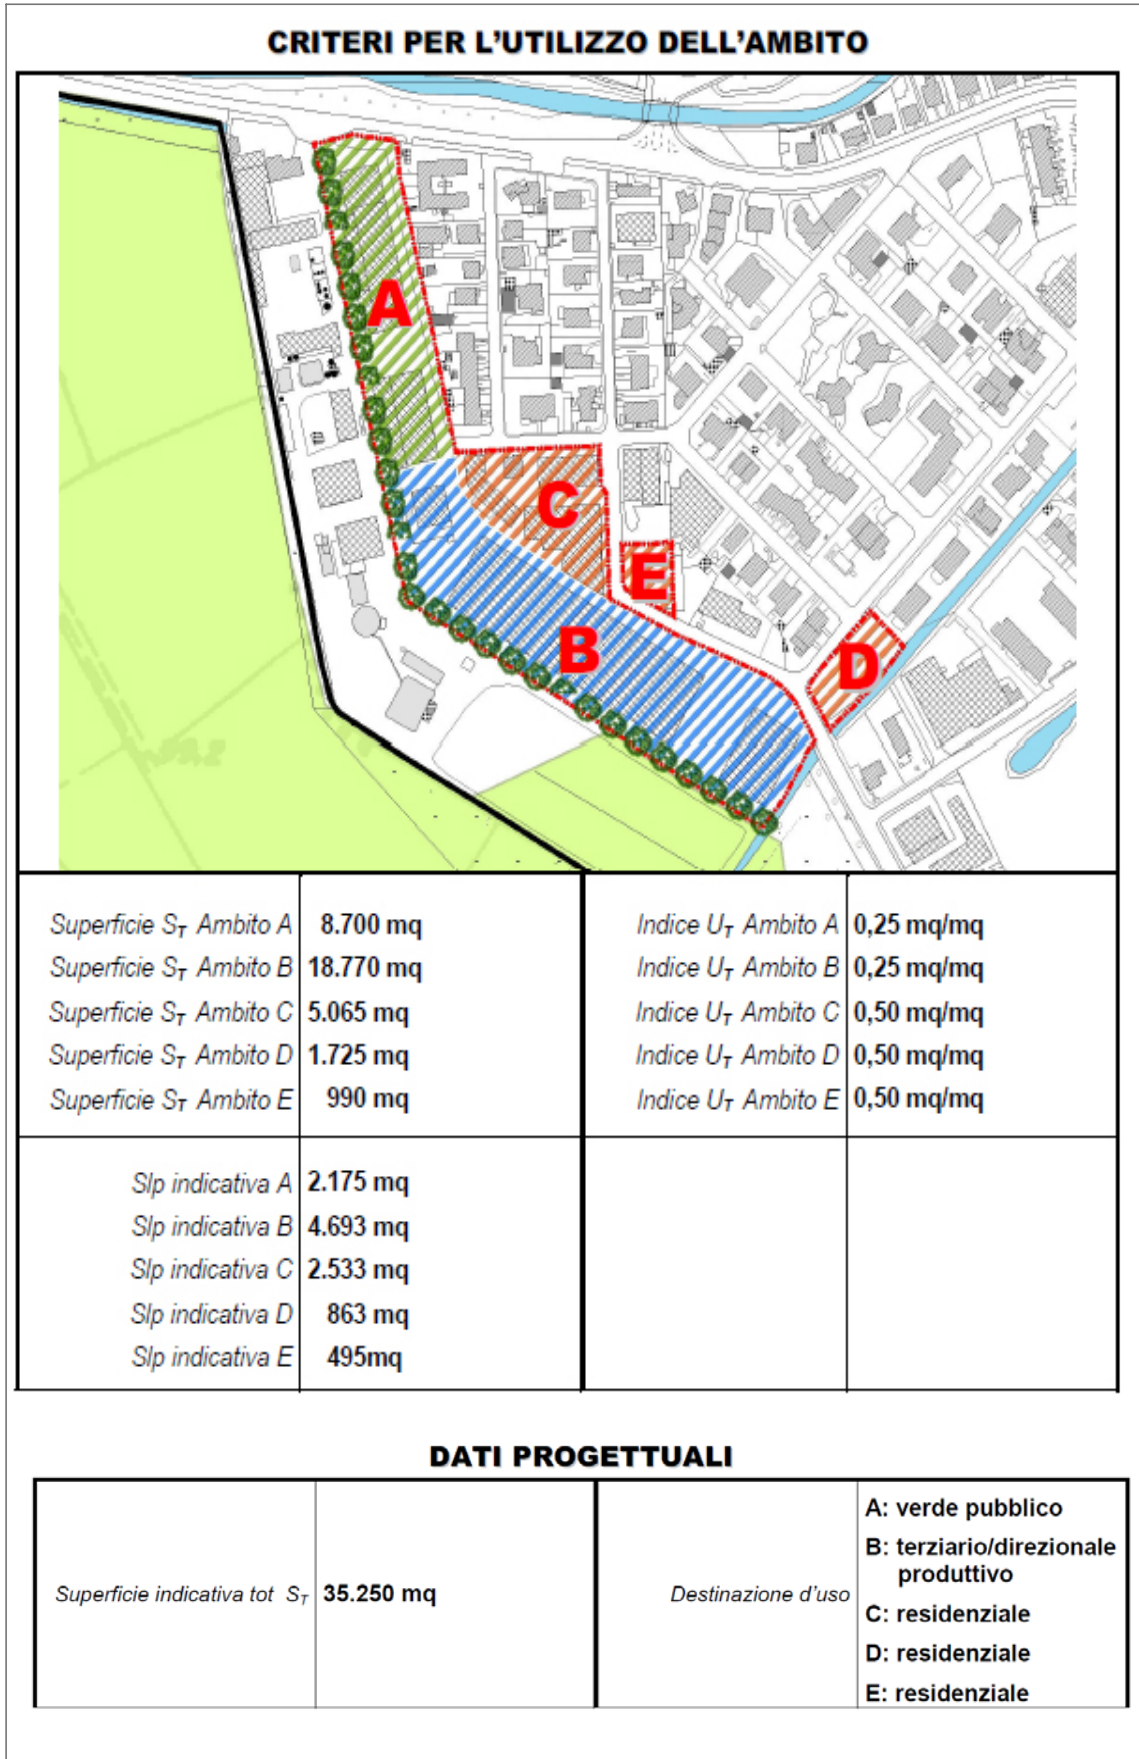 CRITERI PER L'UTILIZZO DELL'AMBITO
A
C
E
B
D
Superficie ST Ambito A 8.700 mq
Superficie ST Ambito B 18.770 mq
Superficie ST Ambito C 5.065 mq
Superficie ST Ambito D 1.725 mq
Superficie ST Ambito E 990 mq
Indice UT Ambito A 0,25 mq/mq
Indice UT Ambito B 0,25 mq/mq
Indice UT Ambito C 0,50 mq/mq
Indice UT Ambito D 0,50 mq/mq
Indice UT Ambito E 0,50 mq/mq
Slp indicativa A 2.175 mq
Slp indicativa B 4.693 mq
Slp indicativa C 2.533 mq
Slp indicativa D 863 mq
Slp indicativa E 495mq
DATI PROGETTUALI
Superficie indicativa tot ST 35.250 mq
Destinazione d'uso
A: verde pubblico
B: terziario/direzionale
produttivo
C: residenziale
D: residenziale
E: residenziale